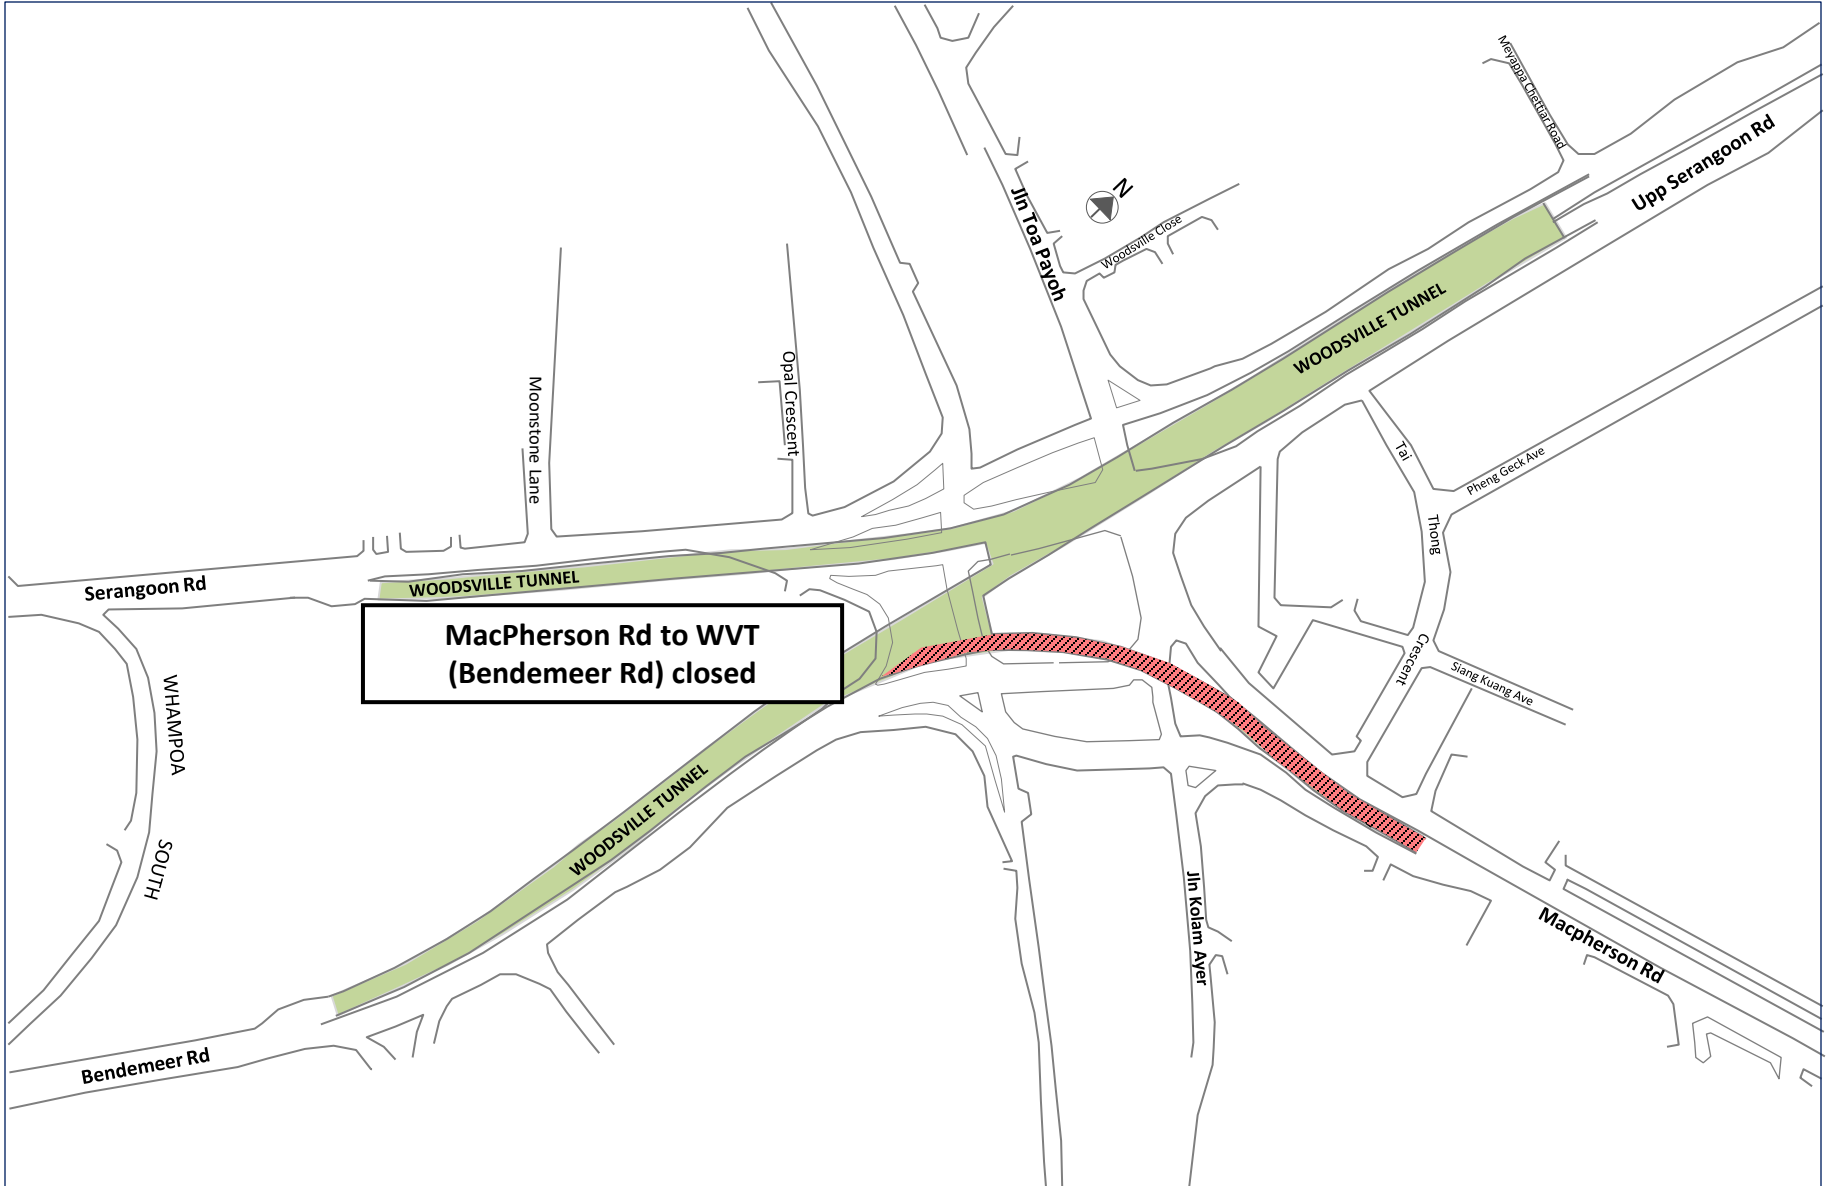 Meyappa Chettiar Road
Upp Serangoon Rd
N
Jln Toa Payoh
Woodsville Close
WOODSVILLE TUNNEL
Opal Crescent
Moonstone Lane
Tai
Thong
Crescent
Pheng Geck Ave
Siang Kuang Ave
Serangoon Rd
WOODSVILLE TUNNEL
MacPherson Rd to WVT
(Bendemeer Rd) closed
WHAMPOA
SOUTH
WOODSVILLE TUNNEL
Jln Kolam Ayer
Macpherson Rd
Bendemeer Rd